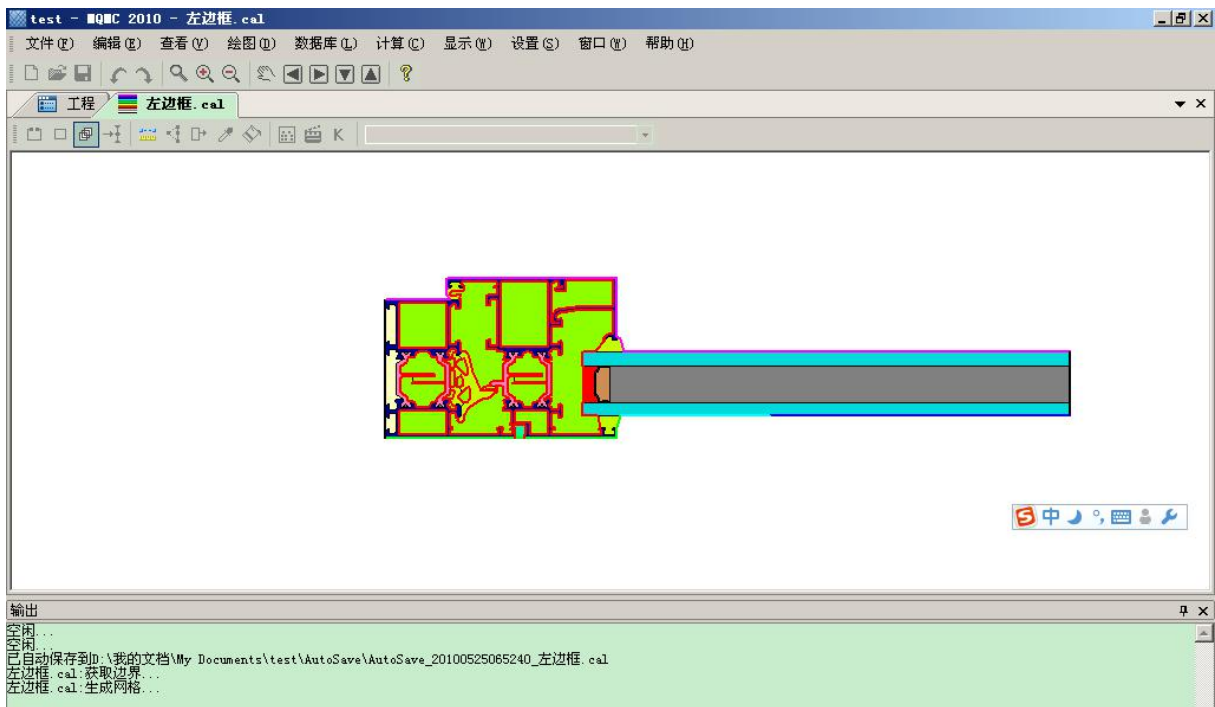 test - MQMC 2010 - 左边框.cal
文件(F) 编辑(E) 查看(V) 绘图(D) 数据库(L) 计算(C) 显示(W) 设置(S) 窗口(W) 帮助(H)
工程 左边框.cal
K
中
输出
空闲...
空闲...
已自动保存到D:\我的文档\My Documents\test\AutoSave\AutoSave_20100525065240_左边框.cal
左边框.cal:获取边界...
左边框.cal:生成网格...